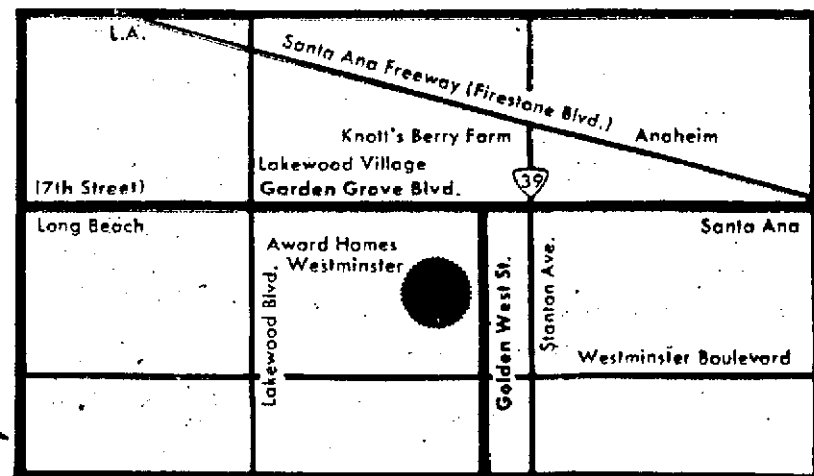 L.A.
Santa Ana Freeway (Firestone Blvd.)
Knott's Berry Farm
Anaheim
Lakewood Village
(7th Street)
Garden Grove Blvd.
39
Long Beach
Santa Ana
Award Homes
Westminster
Lakewood Blvd.
Golden West St.
Stanton Ave.
Westminster Boulevard